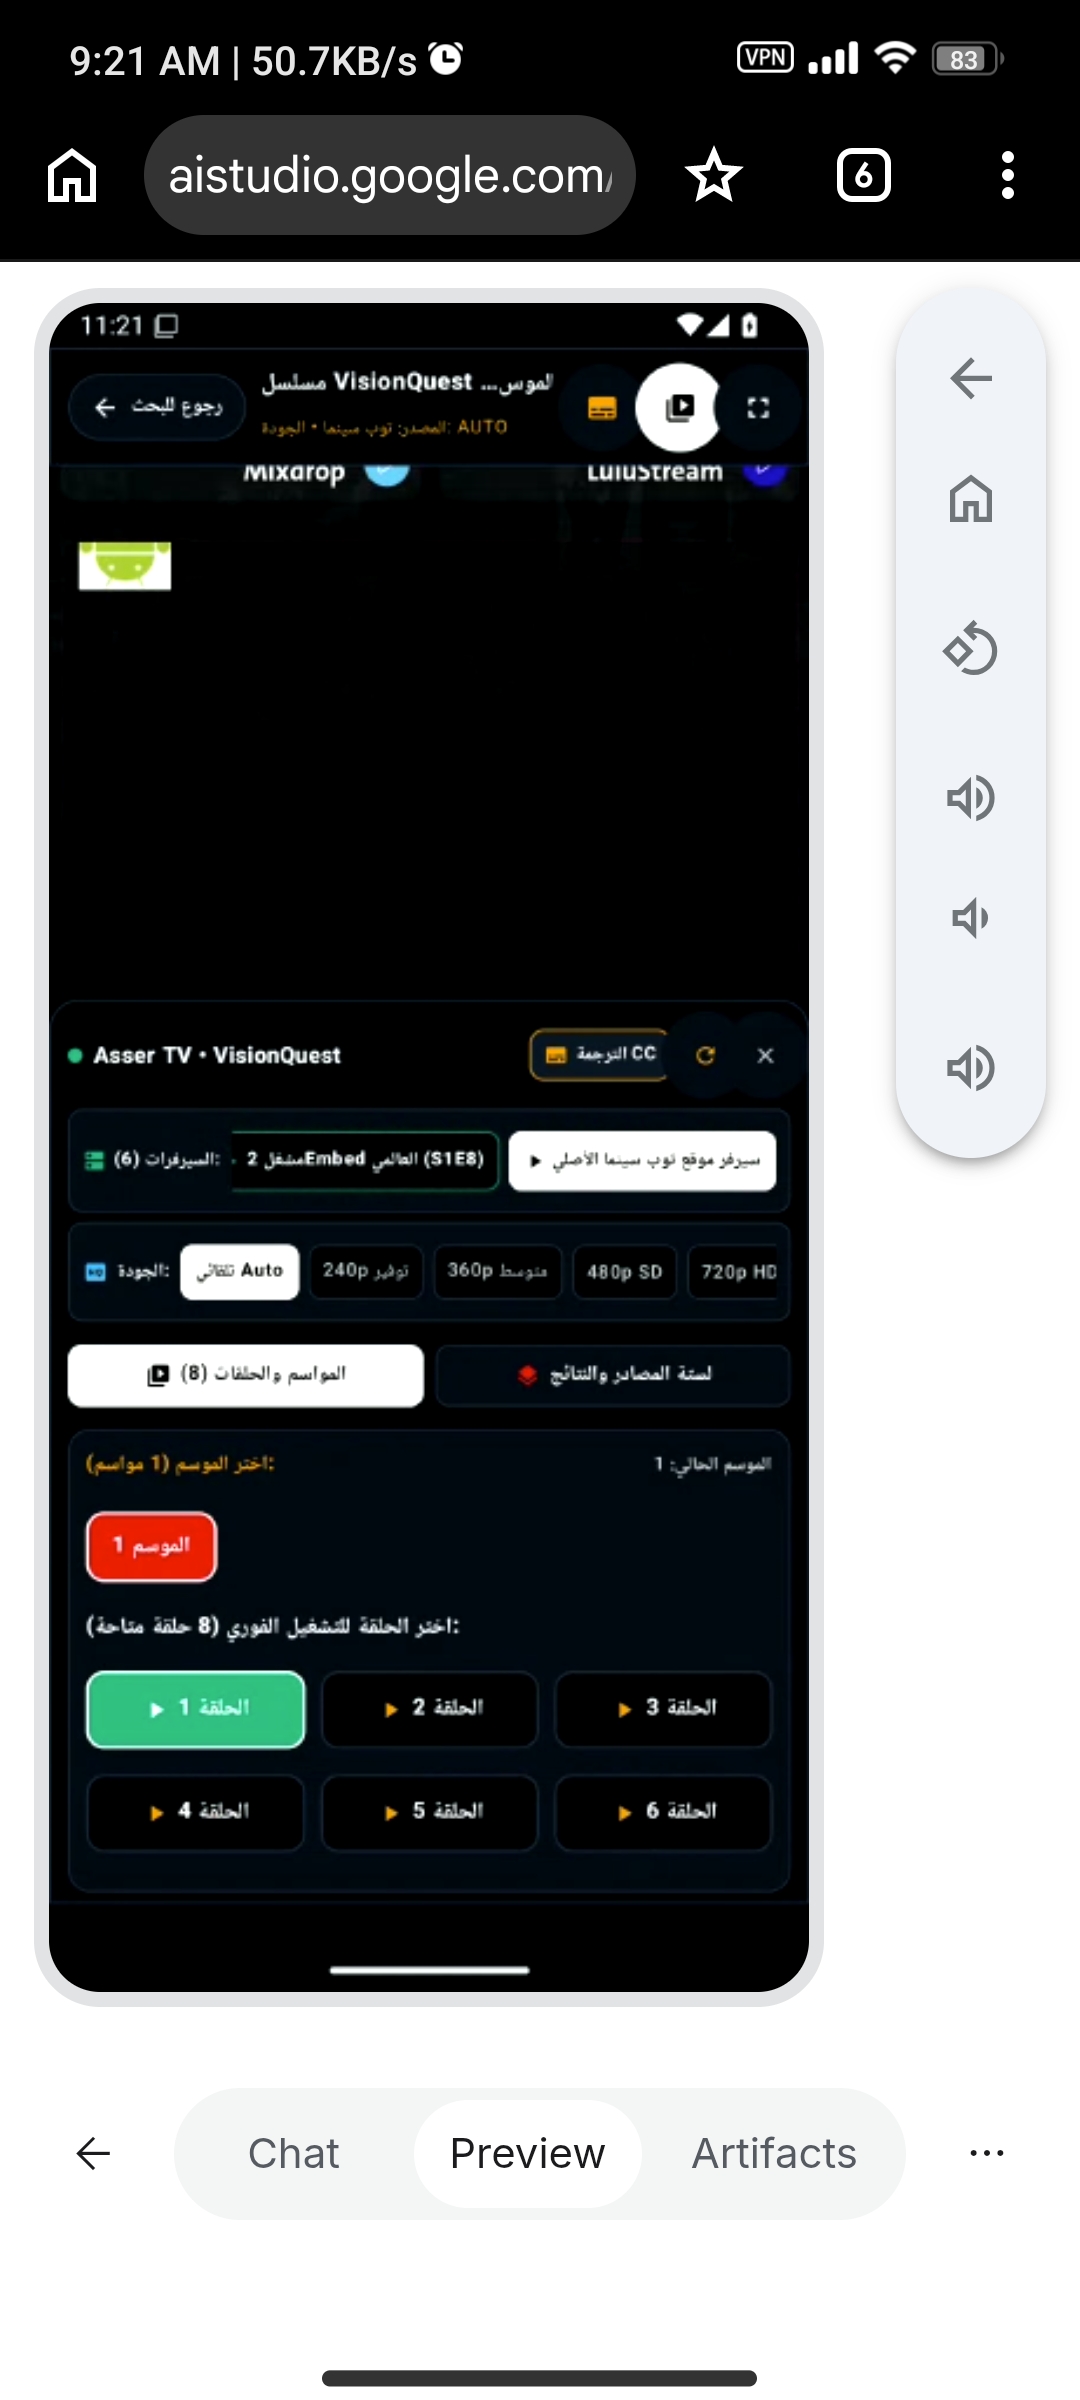 9:21 AM | 50.7KB/s
VPN
83
aistudio.google.com/
6
11:21
رجوع للبحث
مسلسل VisionQuest ...الموس
المصدر: توب سينما • الجودة: AUTO
Mixdrop
LuluStream
Asser TV • VisionQuest
CC الترجمة
السيرفرات (6):
مشغل 2 Embed العالمي (S1E8)
سيرفر موقع توب سينما الأصلي
الجودة:
Auto تلقائي
240p توفير
360p متوسط
480p SD
720p HD
المواسم والحلقات (8)
لستة المصادر والنتائج
اختر الموسم (1 مواسم):
الموسم الحالي: 1
الموسم 1
اختر الحلقة للتشغيل الفوري (8 حلقة متاحة):
الحلقة 1
الحلقة 2
الحلقة 3
الحلقة 4
الحلقة 5
الحلقة 6
Chat
Preview
Artifacts